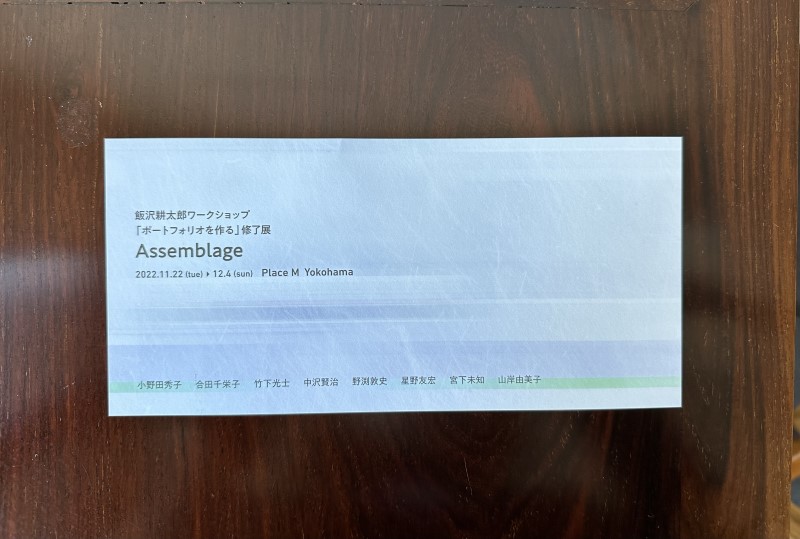 飯沢耕太郎ワークショップ
「ポートフォリオを作る」修了展
Assemblage
2022.11.22 (tue) ▸ 12.4 (sun) Place M Yokohama
小野田秀子 合田千栄子 竹下光士 中沢賢治 野渕敦史 星野友宏 宮下未知 山岸由美子